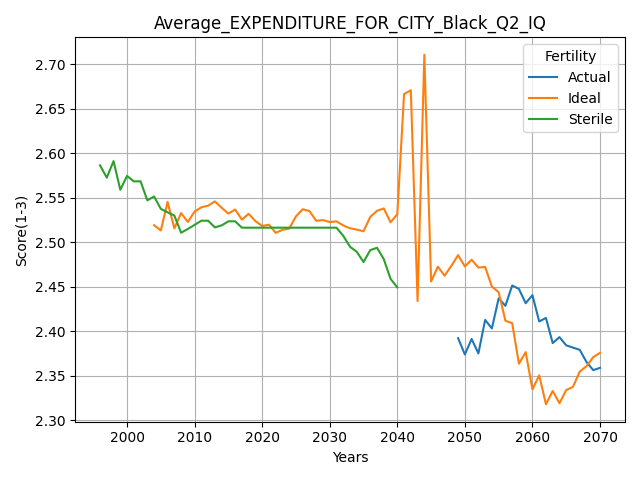 Average_EXPENDITURE_FOR_CITY_Black_Q2_IQ
Fertility
Actual
Ideal
Sterile
Score(1-3)
2.70
2.65
2.60
2.55
2.50
2.45
2.40
2.35
2.30
2000 2010 2020 2030 2040 2050 2060 2070
Years